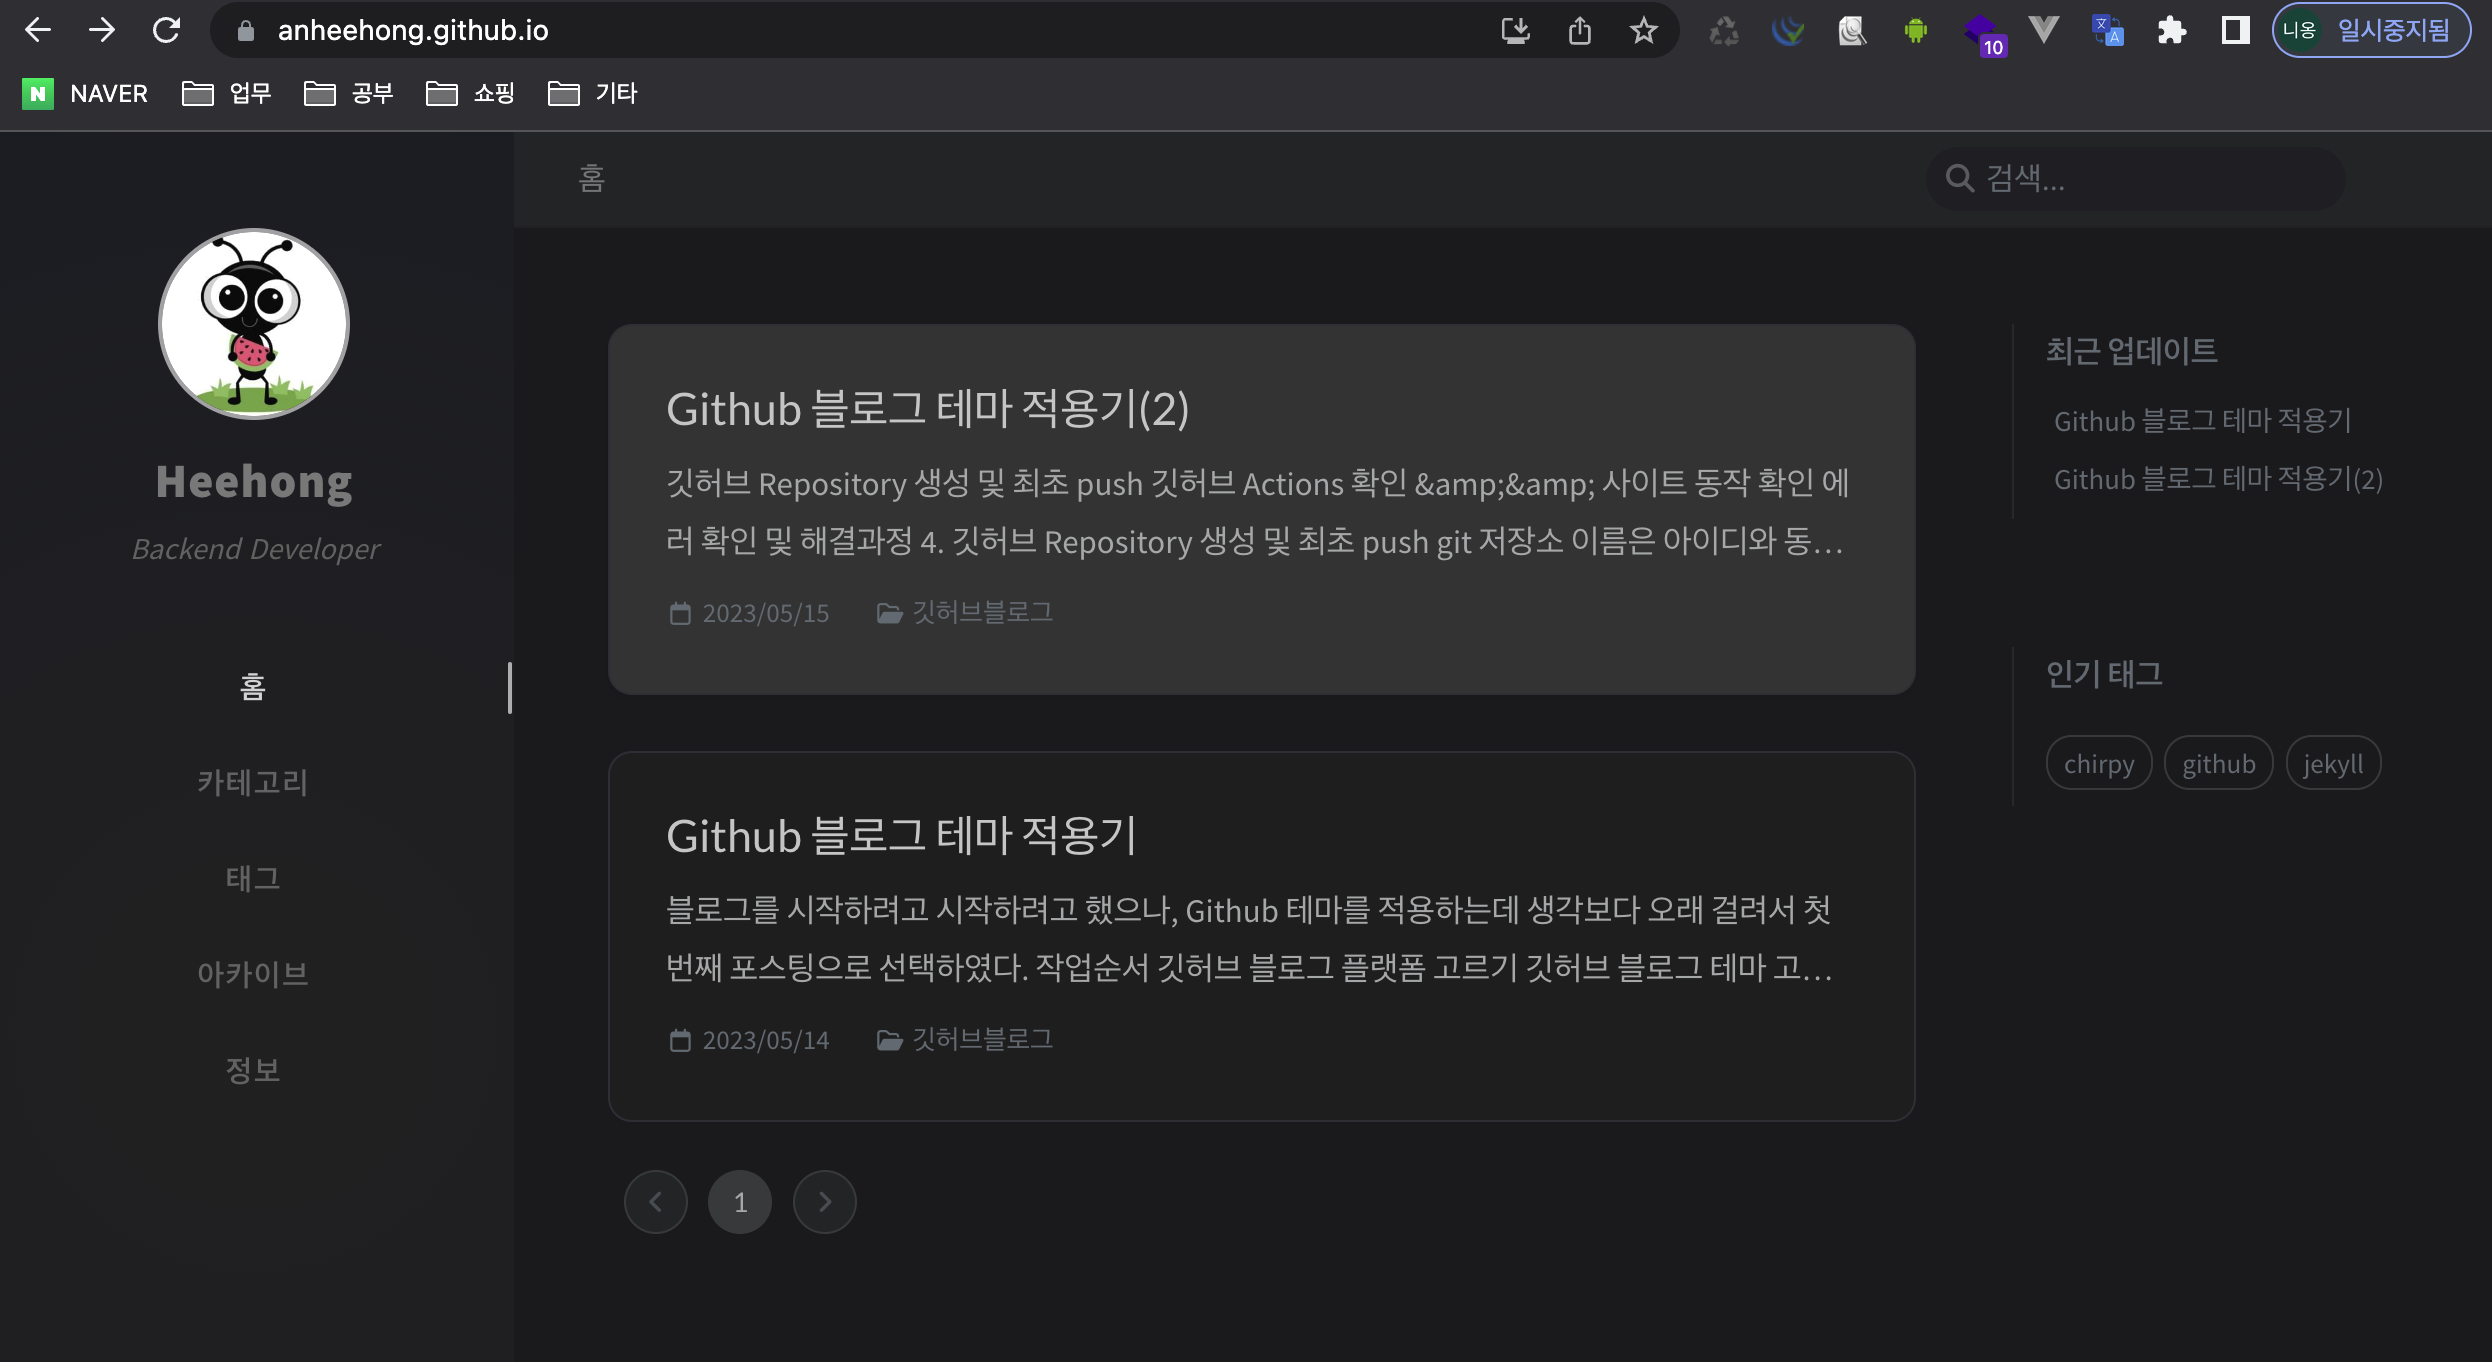 anheehong.github.io
10
니옹
일시중지됨
N NAVER
업무
공부
쇼핑
기타
Heehong
Backend Developer
홈
카테고리
태그
아카이브
정보
홈
검색...
Github 블로그 테마 적용기(2)
깃허브 Repository 생성 및 최초 push 깃허브 Actions 확인 &amp;&amp; 사이트 동작 확인 에
러 확인 및 해결과정 4. 깃허브 Repository 생성 및 최초 push git 저장소 이름은 아이디와 동…
2023/05/15
깃허브블로그
Github 블로그 테마 적용기
블로그를 시작하려고 시작하려고 했으나, Github 테마를 적용하는데 생각보다 오래 걸려서 첫
번째 포스팅으로 선택하였다. 작업순서 깃허브 블로그 플랫폼 고르기 깃허브 블로그 테마 고…
2023/05/14
깃허브블로그
1
최근 업데이트
Github 블로그 테마 적용기
Github 블로그 테마 적용기(2)
인기 태그
chirpy
github
jekyll